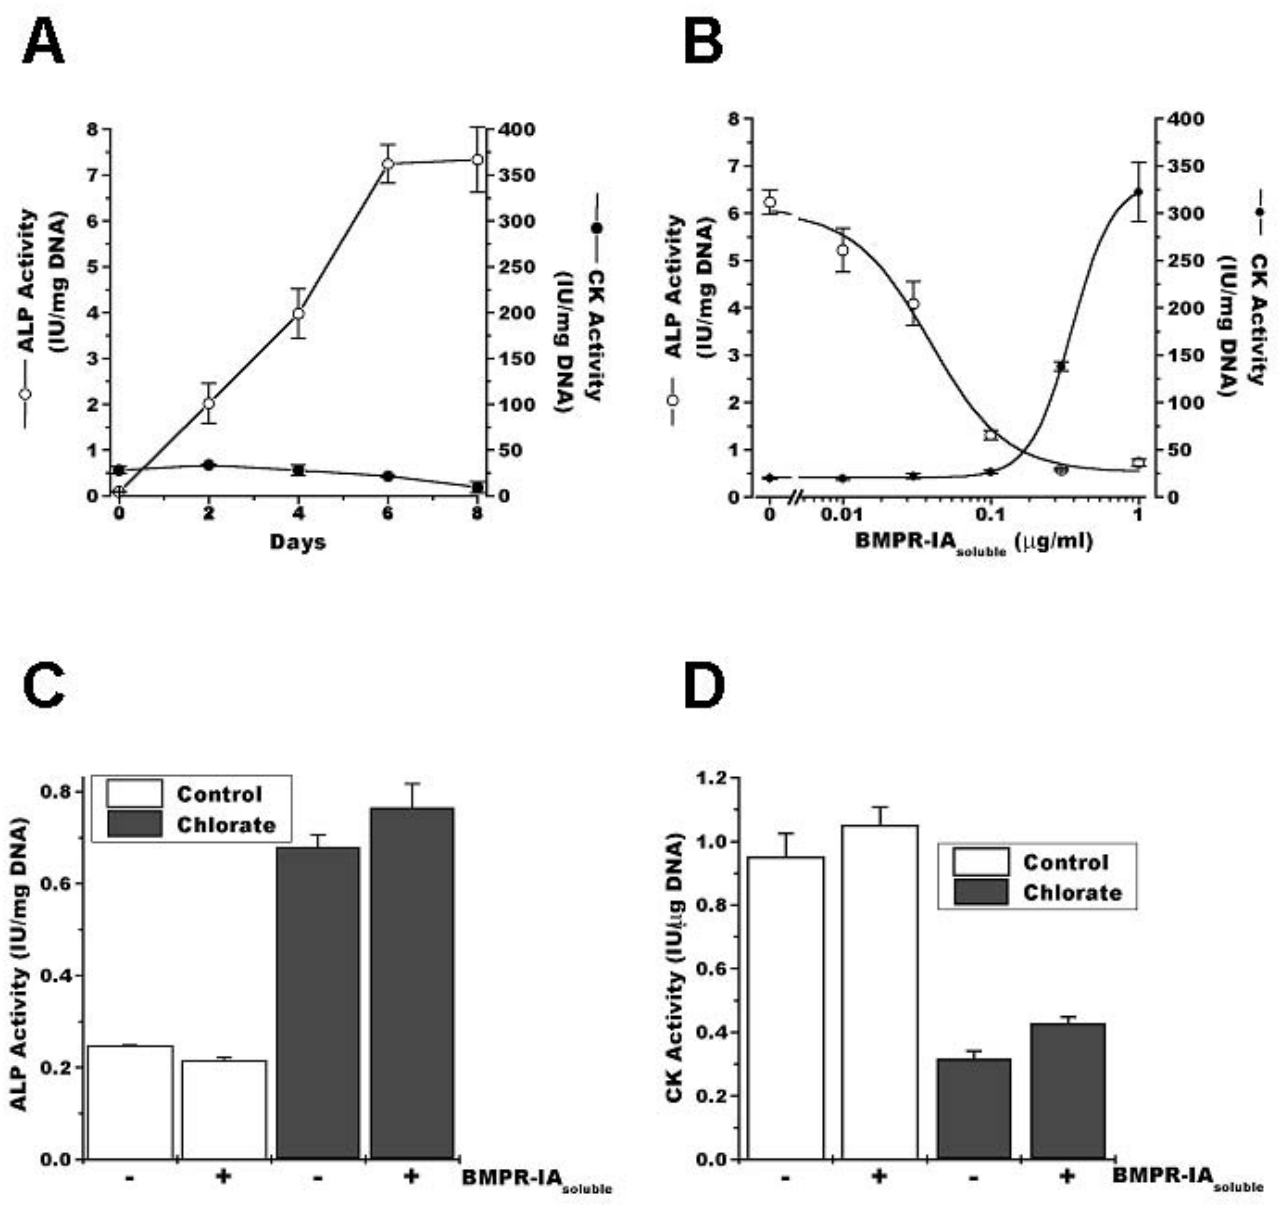 A
B
8
7
6
5
4
3
2
1
0
400
350
300
250
200
150
100
50
0
ALP Activity
(IU/mg DNA)
CK Activity
(IU/mg DNA)
0 2 4 6 8
Days
8
7
6
5
4
3
2
1
0
400
350
300
250
200
150
100
50
0
ALP Activity
(IU/mg DNA)
CK Activity
(IU/mg DNA)
0 0.01 0.1 1
BMPR-IAsoluble (μg/ml)
C
D
0.8
0.6
0.4
0.2
0.0
ALP Activity (IU/mg DNA)
Control
Chlorate
- + - + BMPR-IAsoluble
1.2
1.0
0.8
0.6
0.4
0.2
0.0
CK Activity (IU/μg DNA)
Control
Chlorate
- + - + BMPR-IAsoluble